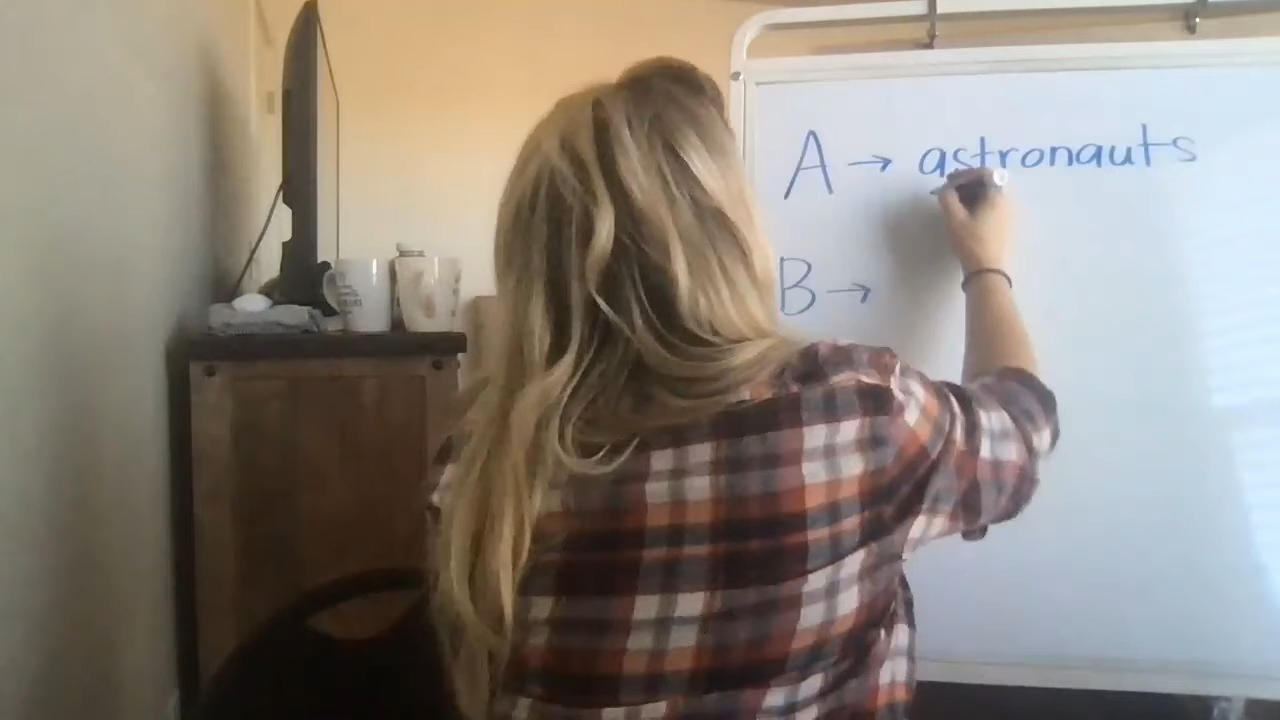 A → astronauts
B →